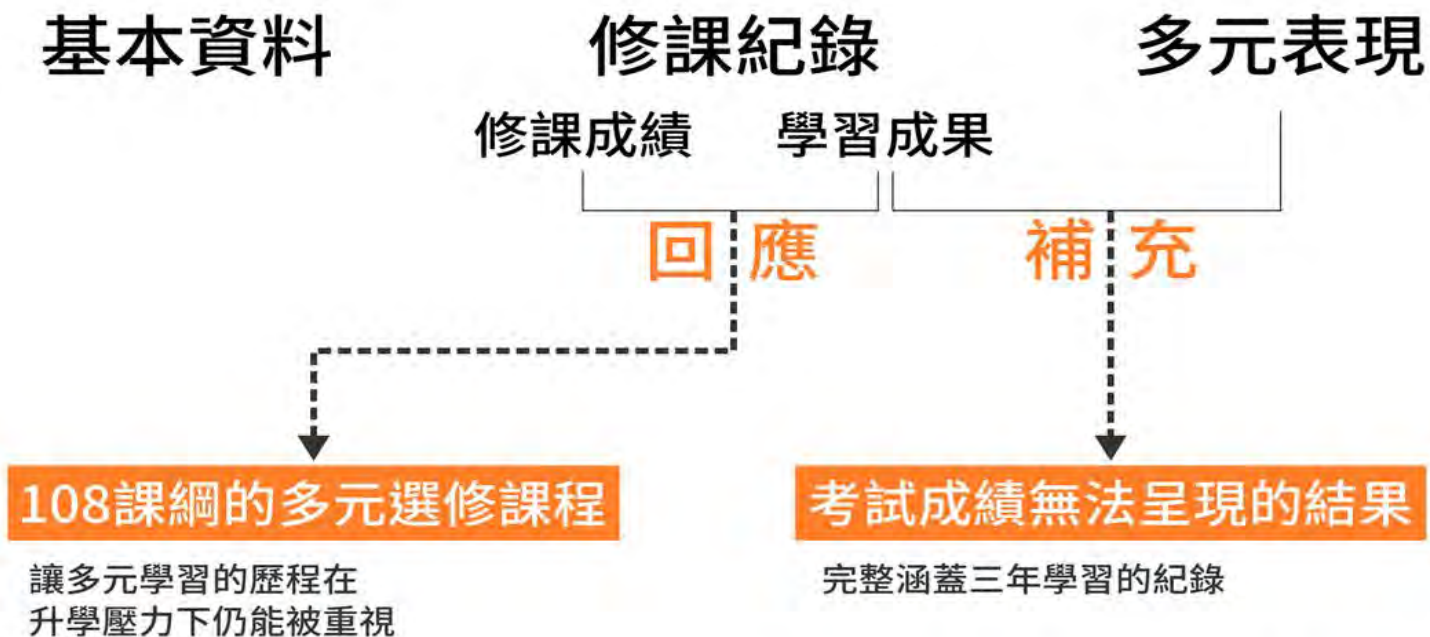 基本資料
修課紀錄
多元表現
修課成績
學習成果
回應
補充
108課綱的多元選修課程
考試成績無法呈現的結果
讓多元學習的歷程在
升學壓力下仍能被重視
完整涵蓋三年學習的紀錄